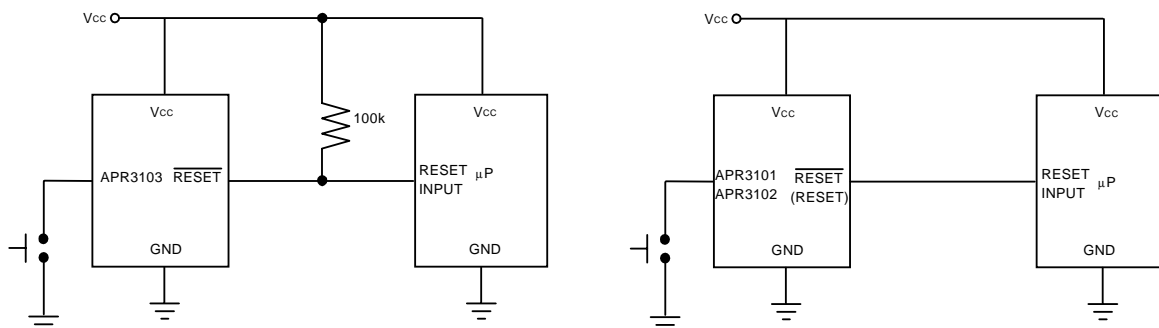 Vcc
Vcc
Vcc
100k
APR3103 RESET
RESET μP
INPUT
GND
Vcc
Vcc
Vcc
APR3101 RESET
APR3102 (RESET)
RESET μP
INPUT
GND
GND